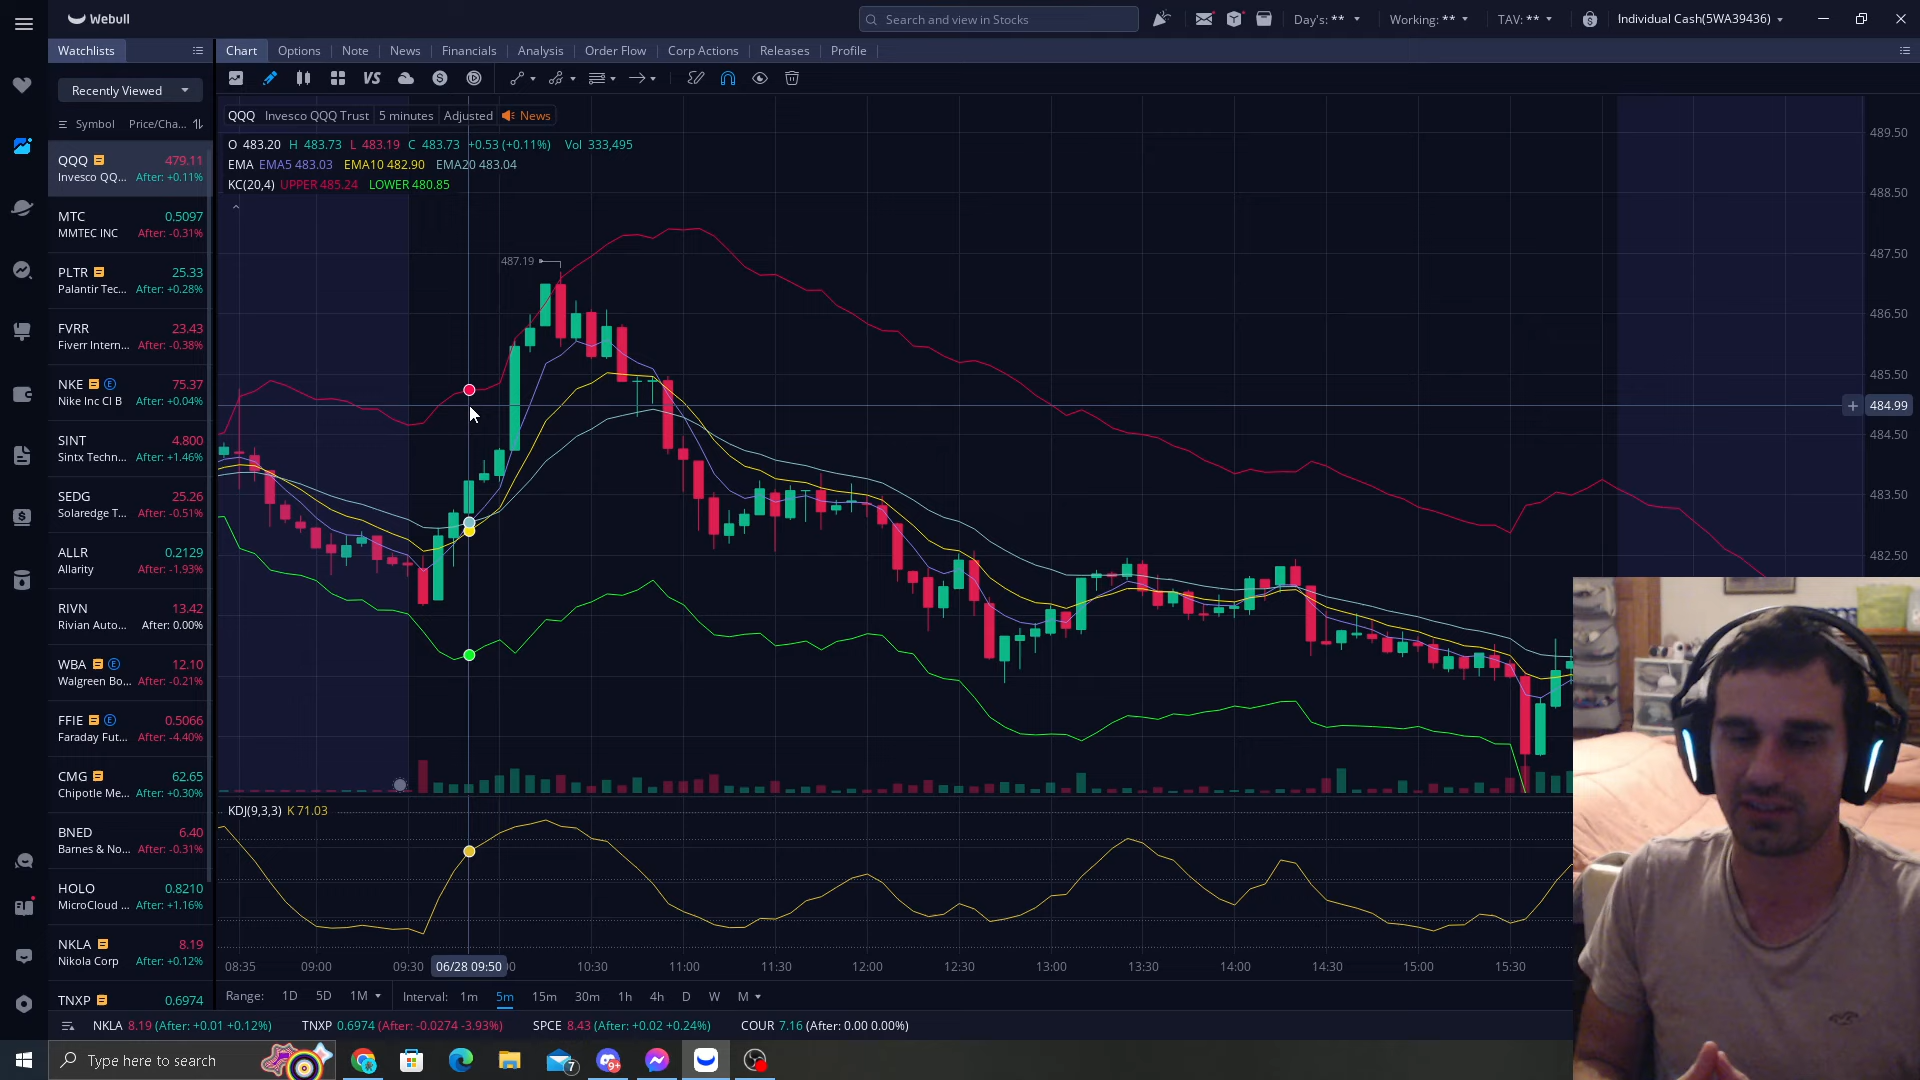 Webull
Search and view in Stocks
Day's: **
Working: **
TAV: **
Individual Cash(5WA39436)
Watchlists
Chart Options Note News Financials Analysis Order Flow Corp Actions Releases Profile
Recently Viewed
VS
S
Symbol Price/Cha...
QQQ Invesco QQQ Trust 5 minutes Adjusted News
O 483.20 H 483.73 L 483.19 C 483.73 +0.53 (+0.11%) Vol 333,495
EMA EMA5 483.03 EMA10 482.90 EMA20 483.04
KC(20,4) UPPER 485.24 LOWER 480.85
QQQ 479.11
Invesco QQ... After: +0.11%
MTC 0.5097
MMTEC INC After: -0.31%
PLTR 25.33
Palantir Tec... After: +0.28%
FVRR 23.43
Fiverr Intern... After: -0.38%
NKE E 75.37
Nike Inc Cl B After: +0.04%
SINT 4.800
Sintx Techn... After: +1.46%
SEDG 25.26
Solaredge T... After: -0.51%
ALLR 0.2129
Allarity After: -1.93%
RIVN 13.42
Rivian Auto... After: 0.00%
WBA E 12.10
Walgreen Bo... After: -0.21%
FFIE E 0.5066
Faraday Fut... After: -4.40%
CMG 62.65
Chipotle Me... After: +0.30%
BNED 6.40
Barnes & No... After: -0.31%
HOLO 0.8210
MicroCloud ... After: +1.16%
NKLA 8.19
Nikola Corp After: +0.12%
TNXP 0.6974
487.19
489.50
488.50
487.50
486.50
485.50
484.99
484.50
483.50
482.50
KDJ(9,3,3) K 71.03
08:35 09:00 09:30 06/28 09:50 0 10:30 11:00 11:30 12:00 12:30 13:00 13:30 14:00 14:30 15:00 15:30
Range: 1D 5D 1M Interval: 1m 5m 15m 30m 1h 4h D W M
NKLA 8.19 (After: +0.01 +0.12%) TNXP 0.6974 (After: -0.0274 -3.93%) SPCE 8.43 (After: +0.02 +0.24%) COUR 7.16 (After: 0.00 0.00%)
Type here to search
7
9+